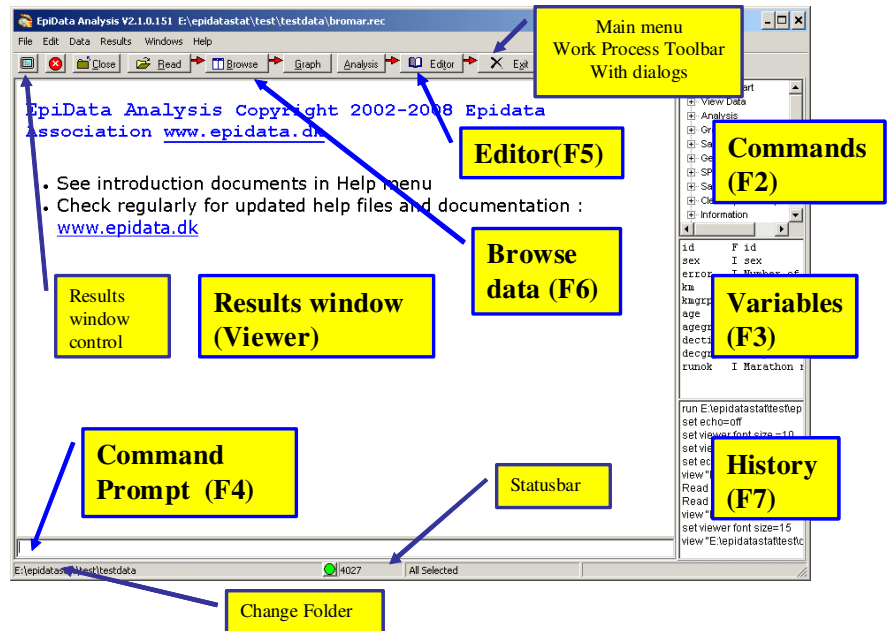 EpiData Analysis V2.1.0.151 E:\epidatastat\test\testdata\bromar.rec
File Edit Data Results Windows Help
Close Read Browse Graph Analysis Editor Exit
Main menu
Work Process Toolbar
With dialogs
EpiData Analysis Copyright 2002-2008 Epidata
Association www.epidata.dk
See introduction documents in Help menu
Check regularly for updated help files and documentation :
www.epidata.dk
Editor(F5)
Browse
data (F6)
Results
window
control
Results window
(Viewer)
Command
Prompt (F4)
Statusbar
Change Folder
View Data
Analysis
Information
Commands
(F2)
id F id
sex I sex
error I Number of
km
kmgrp
age
runok I Marathon
Variables
(F3)
run E:\epidatastat\test\ep
set echo=off
set viewer font size =10
Read
Read
set viewer font size=15
view "E:\epidatastat\test\
History
(F7)
E:\epidatastat\test\testdata 4027 All Selected